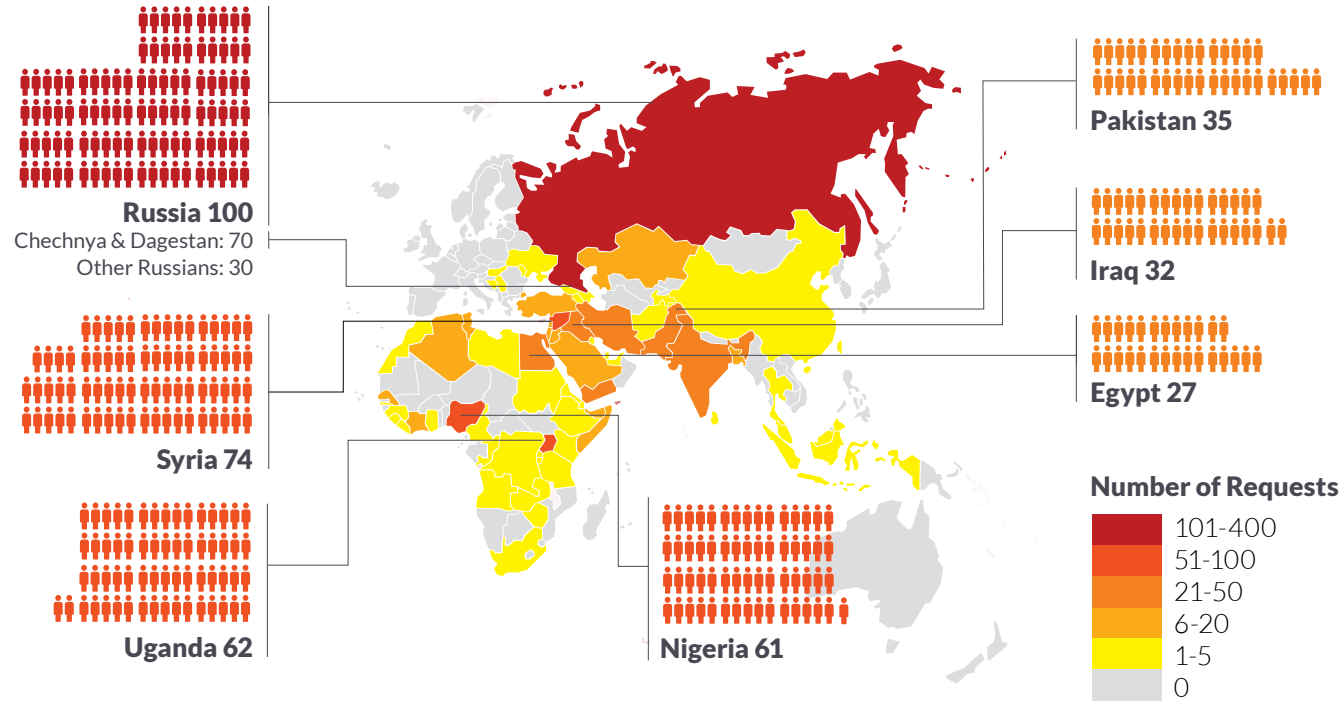 Russia 100
Chechnya & Dagestan: 70
Other Russians: 30
Syria 74
Uganda 62
Nigeria 61
Pakistan 35
Iraq 32
Egypt 27
Number of Requests
101-400
51-100
21-50
6-20
1-5
0